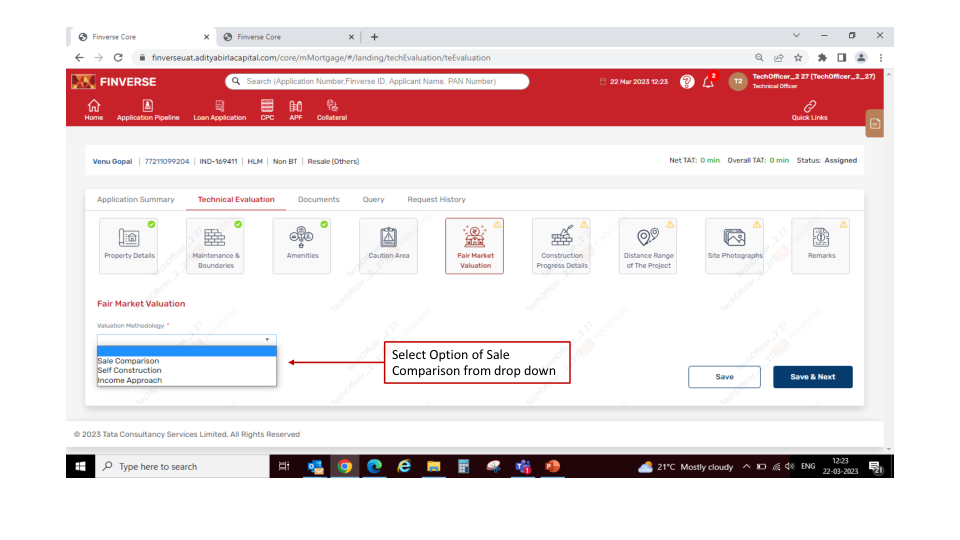 Finverse Core
Finverse Core
finverseuat.adityabirlacapital.com/core/mMortgage/#/landing/techEvaluation/teEvaluation
FINVERSE
Search (Application Number,Finverse ID, Applicant Name, PAN Number)
22 Mar 2023 12:23
2
T2
TechOfficer_2 27 (TechOfficer_2_27)
Technical Officer
Home Application Pipeline Loan Application CPC APF Collateral
Quick Links
Venu Gopal | 77211099204 | IND-169411 | HLM | Non BT | Resale (Others)
Net TAT: 0 min Overall TAT: 0 min Status: Assigned
Application Summary Technical Evaluation Documents Query Request History
Property Details
Maintenance &
Boundaries
Amenities
Caution Area
Fair Market
Valuation
Construction
Progress Details
Distance Range
of The Project
Site Photographs
Remarks
Fair Market Valuation
Valuation Methodology *
Sale Comparison
Self Construction
Income Approach
Select Option of Sale
Comparison from drop down
Save Save & Next
© 2023 Tata Consultancy Services Limited. All Rights Reserved
Type here to search
21°C Mostly cloudy
ENG
12:23
22-03-2023
21